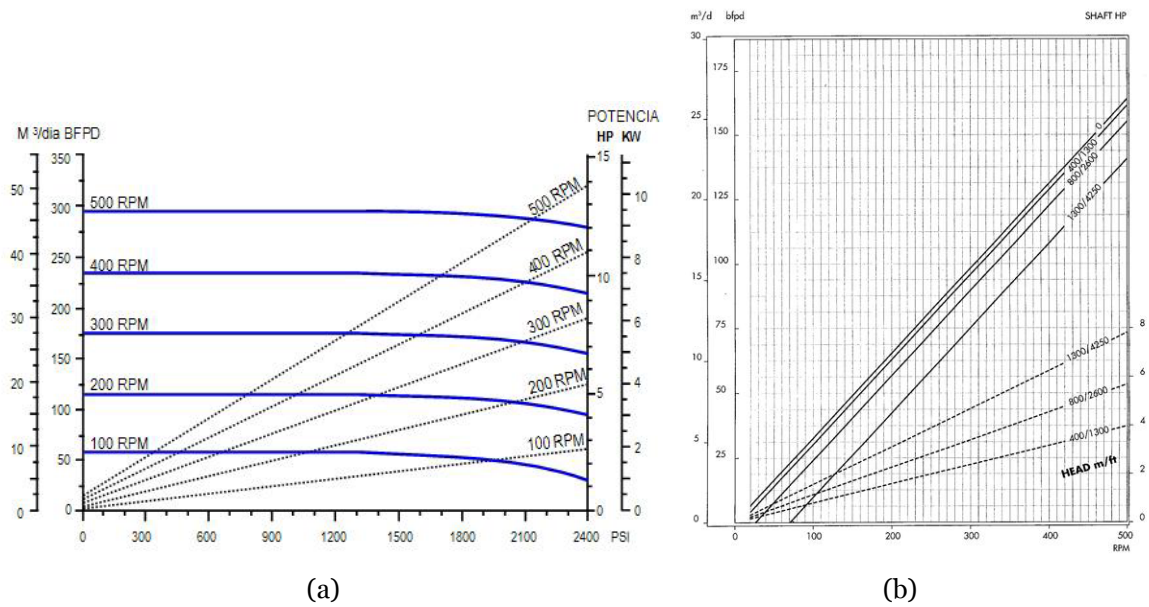 M ³/dia BFPD
POTENCIA
HP KW
350
300
250
200
150
100
50
0
50
40
30
20
10
0
500 RPM
400 RPM
300 RPM
200 RPM
100 RPM
500 RPM
400 RPM
300 RPM
200 RPM
100 RPM
15
10
5
0
10
8
6
4
2
0
0 300 600 900 1200 1500 1800 2100 2400 PSI
(a)
m³/d bfpd
SHAFT HP
30
25
20
15
10
5
0
175
150
125
100
75
50
25
0
400/1300
800/2600
1300/4250
1300/4250
800/2600
400/1300
HEAD m/ft
8
6
4
2
0
0 100 200 300 400 500
RPM
(b)